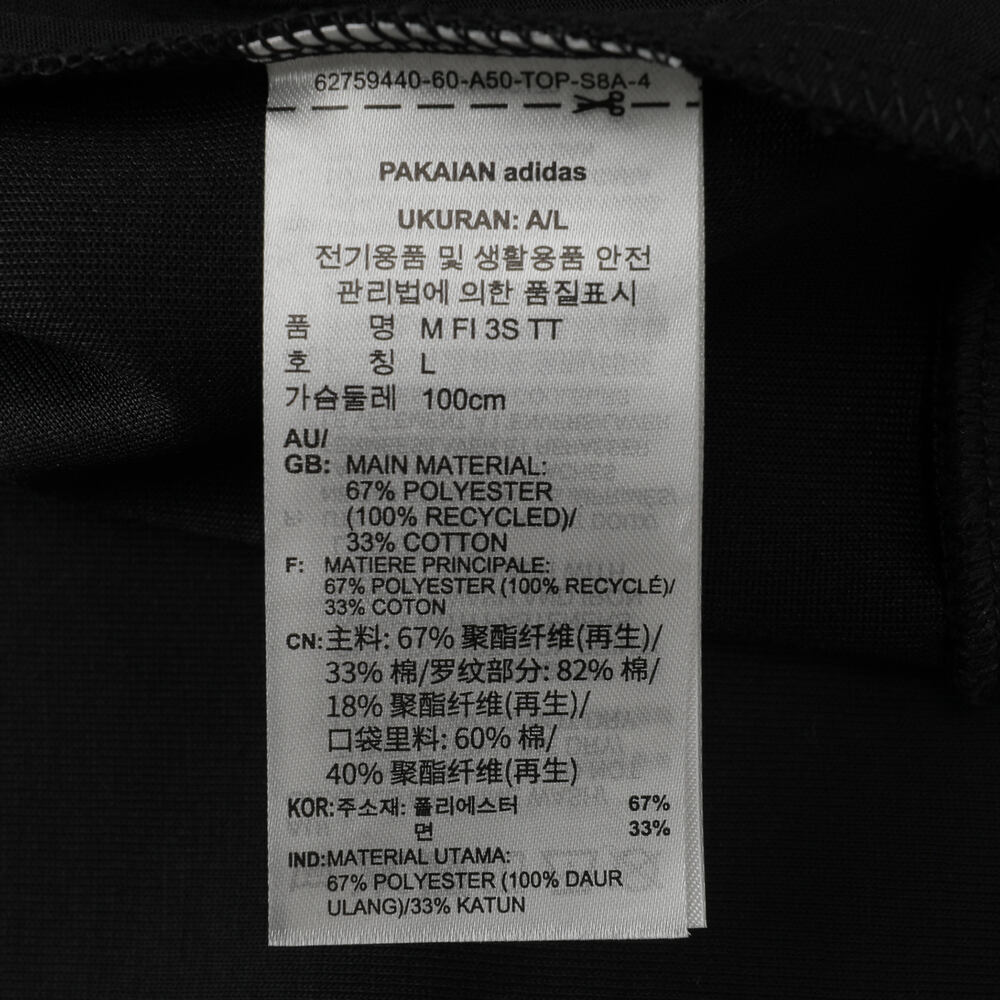 62759440-60-A50-TOP-S8A-4
PAKAIAN adidas
UKURAN: A/L
전기용품 및 생활용품 안전
관리법에 의한 품질표시
품 명 M FI 3S TT
호 칭 L
가슴둘레 100cm
AU/
GB: MAIN MATERIAL:
67% POLYESTER
(100% RECYCLED)/
33% COTTON
F: MATIERE PRINCIPALE:
67% POLYESTER (100% RECYCLÉ)/
33% COTON
CN: 主料: 67% 聚酯纤维(再生)/
33% 棉/罗纹部分: 82% 棉/
18% 聚酯纤维(再生)/
口袋里料: 60% 棉/
40% 聚酯纤维(再生)
KOR: 주소재: 폴리에스터 67%
면 33%
IND: MATERIAL UTAMA:
67% POLYESTER (100% DAUR
ULANG)/33% KATUN